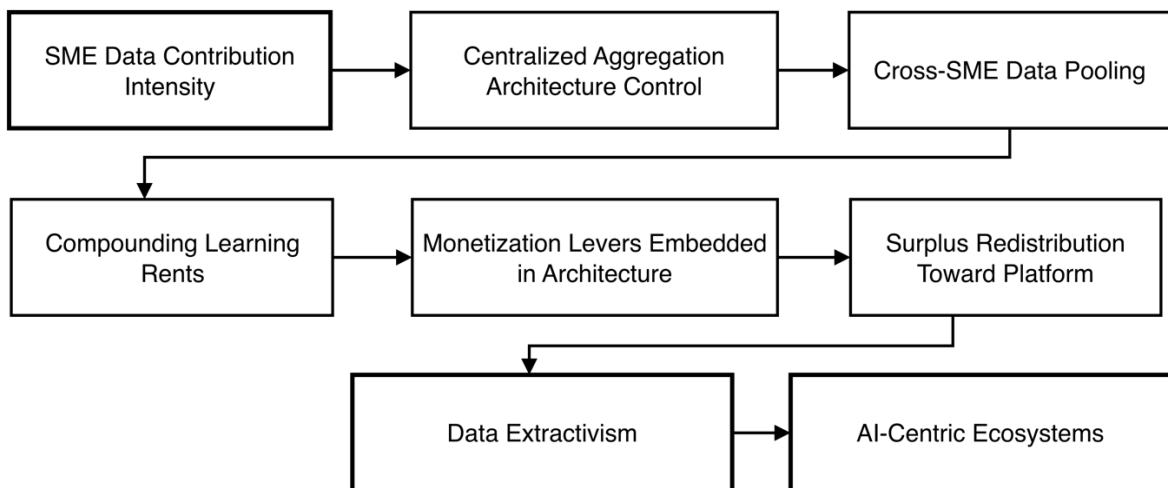 SME Data Contribution
Intensity
Centralized Aggregation
Architecture Control
Cross-SME Data Pooling
Compounding Learning
Rents
Monetization Levers Embedded
in Architecture
Surplus Redistribution
Toward Platform
Data Extractivism
AI-Centric Ecosystems